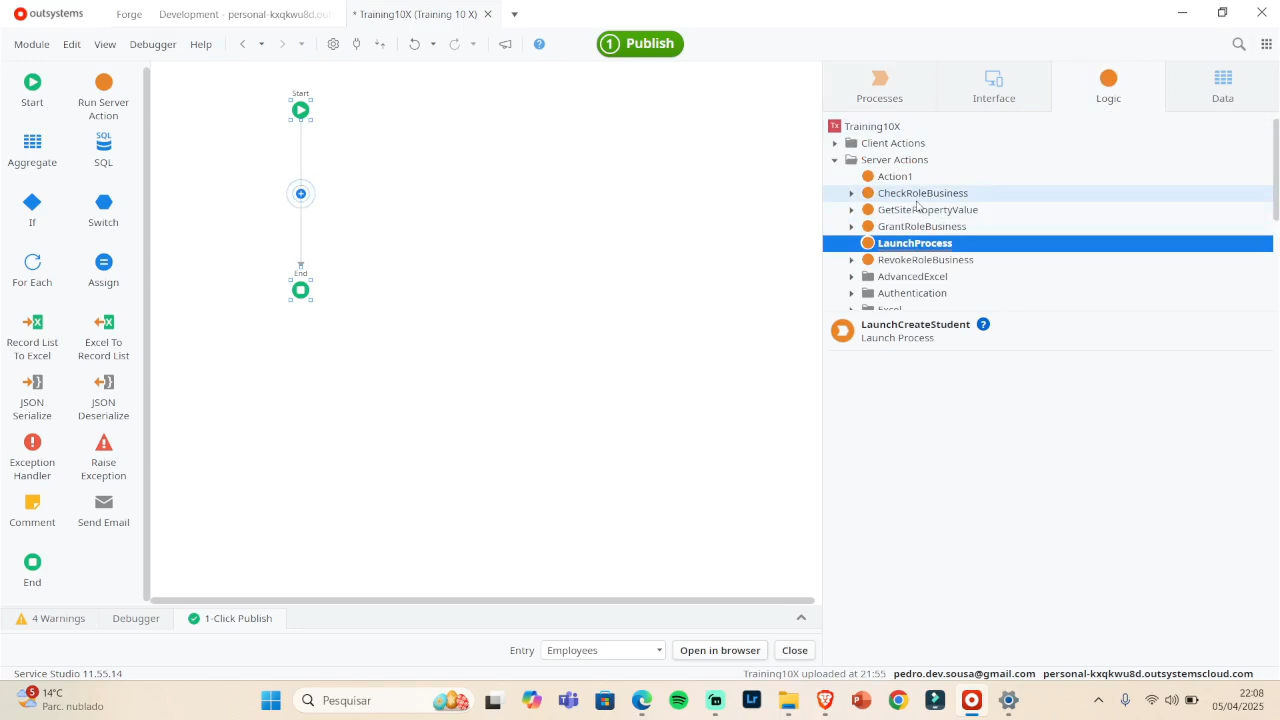 outsystems
Forge
Development - personal-kxqkwu8d.out
* Training10X (Training 10 X)
Module
Edit
View
Debugger
Help
1 Publish
Start
Run Server
Action
Aggregate
SQL
SQL
If
Switch
For Each
Assign
Record List
To Excel
Excel To
Record List
JSON
Serialize
JSON
Deserialize
Exception
Handler
Raise
Exception
Comment
Send Email
End
Start
End
Processes
Interface
Logic
Data
Tx Training10X
Client Actions
Server Actions
Action1
CheckRoleBusiness
GetSitePropertyValue
GrantRoleBusiness
LaunchProcess
RevokeRoleBusiness
AdvancedExcel
Authentication
Excel
LaunchCreateStudent ?
Launch Process
4 Warnings
Debugger
1-Click Publish
Entry
Employees
Open in browser
Close
Service Studio 11.55.14
Training10X uploaded at 21:55
pedro.dev.sousa@gmail.com
personal-kxqkwu8d.outsystemscloud.com
5
14°C
Parc. nublado
Pesquisar
22:08
05/04/2025